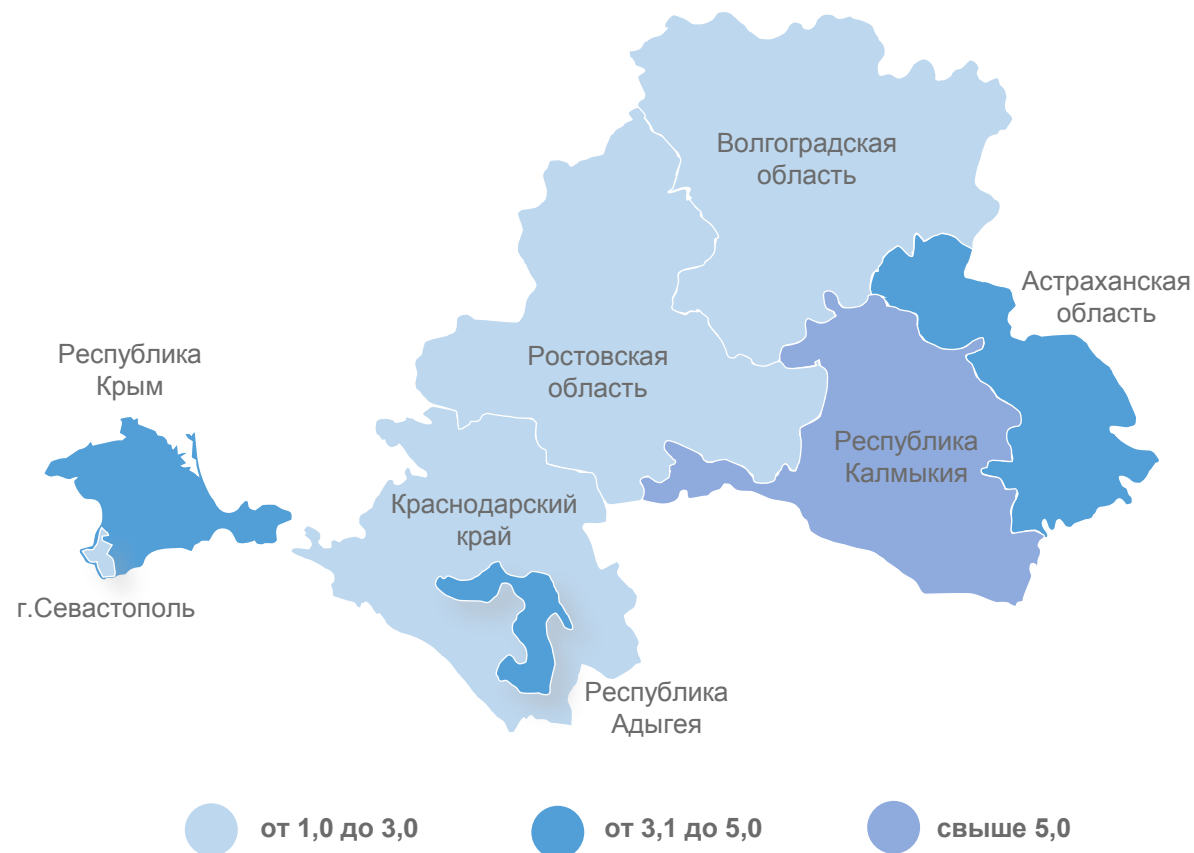 Волгоградская
область
Астраханская
область
Республика
Крым
Ростовская
область
Республика
Калмыкия
Краснодарский
край
г.Севастополь
Республика
Адыгея
от 1,0 до 3,0
от 3,1 до 5,0
свыше 5,0